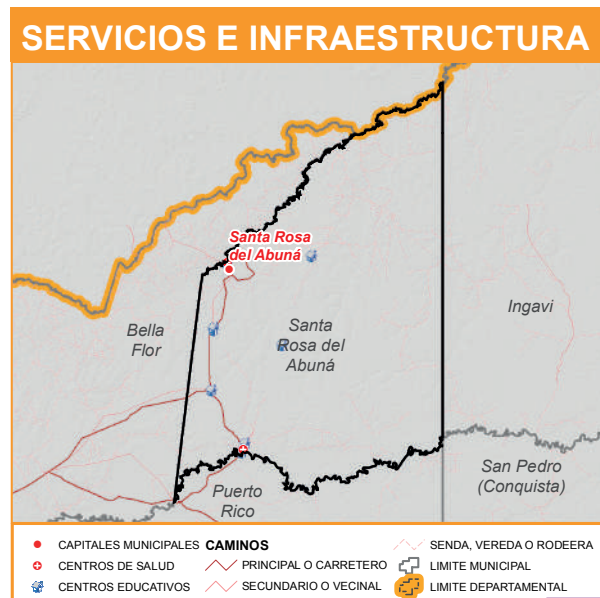 SERVICIOS E INFRAESTRUCTURA
Santa Rosa
del Abuná
Bella
Flor
Santa
Rosa del
Abuná
Ingavi
San Pedro
(Conquista)
Puerto
Rico
CAPITALES MUNICIPALES
CENTROS DE SALUD
CENTROS EDUCATIVOS
CAMINOS
PRINCIPAL O CARRETERO
SECUNDARIO O VECINAL
SENDA, VEREDA O RODEERA
LIMITE MUNICIPAL
LIMITE DEPARTAMENTAL